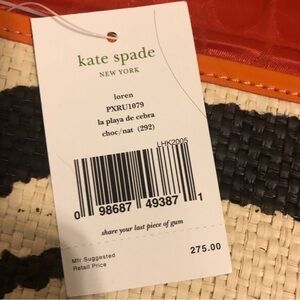 kate spade
NEW YORK
loren
PXRU1079
la playa de cebra
choc/nat (292)
LHK2005
0 98687 49387 1
share your last piece of gum
Mfr Suggested
Retail Price
275.00